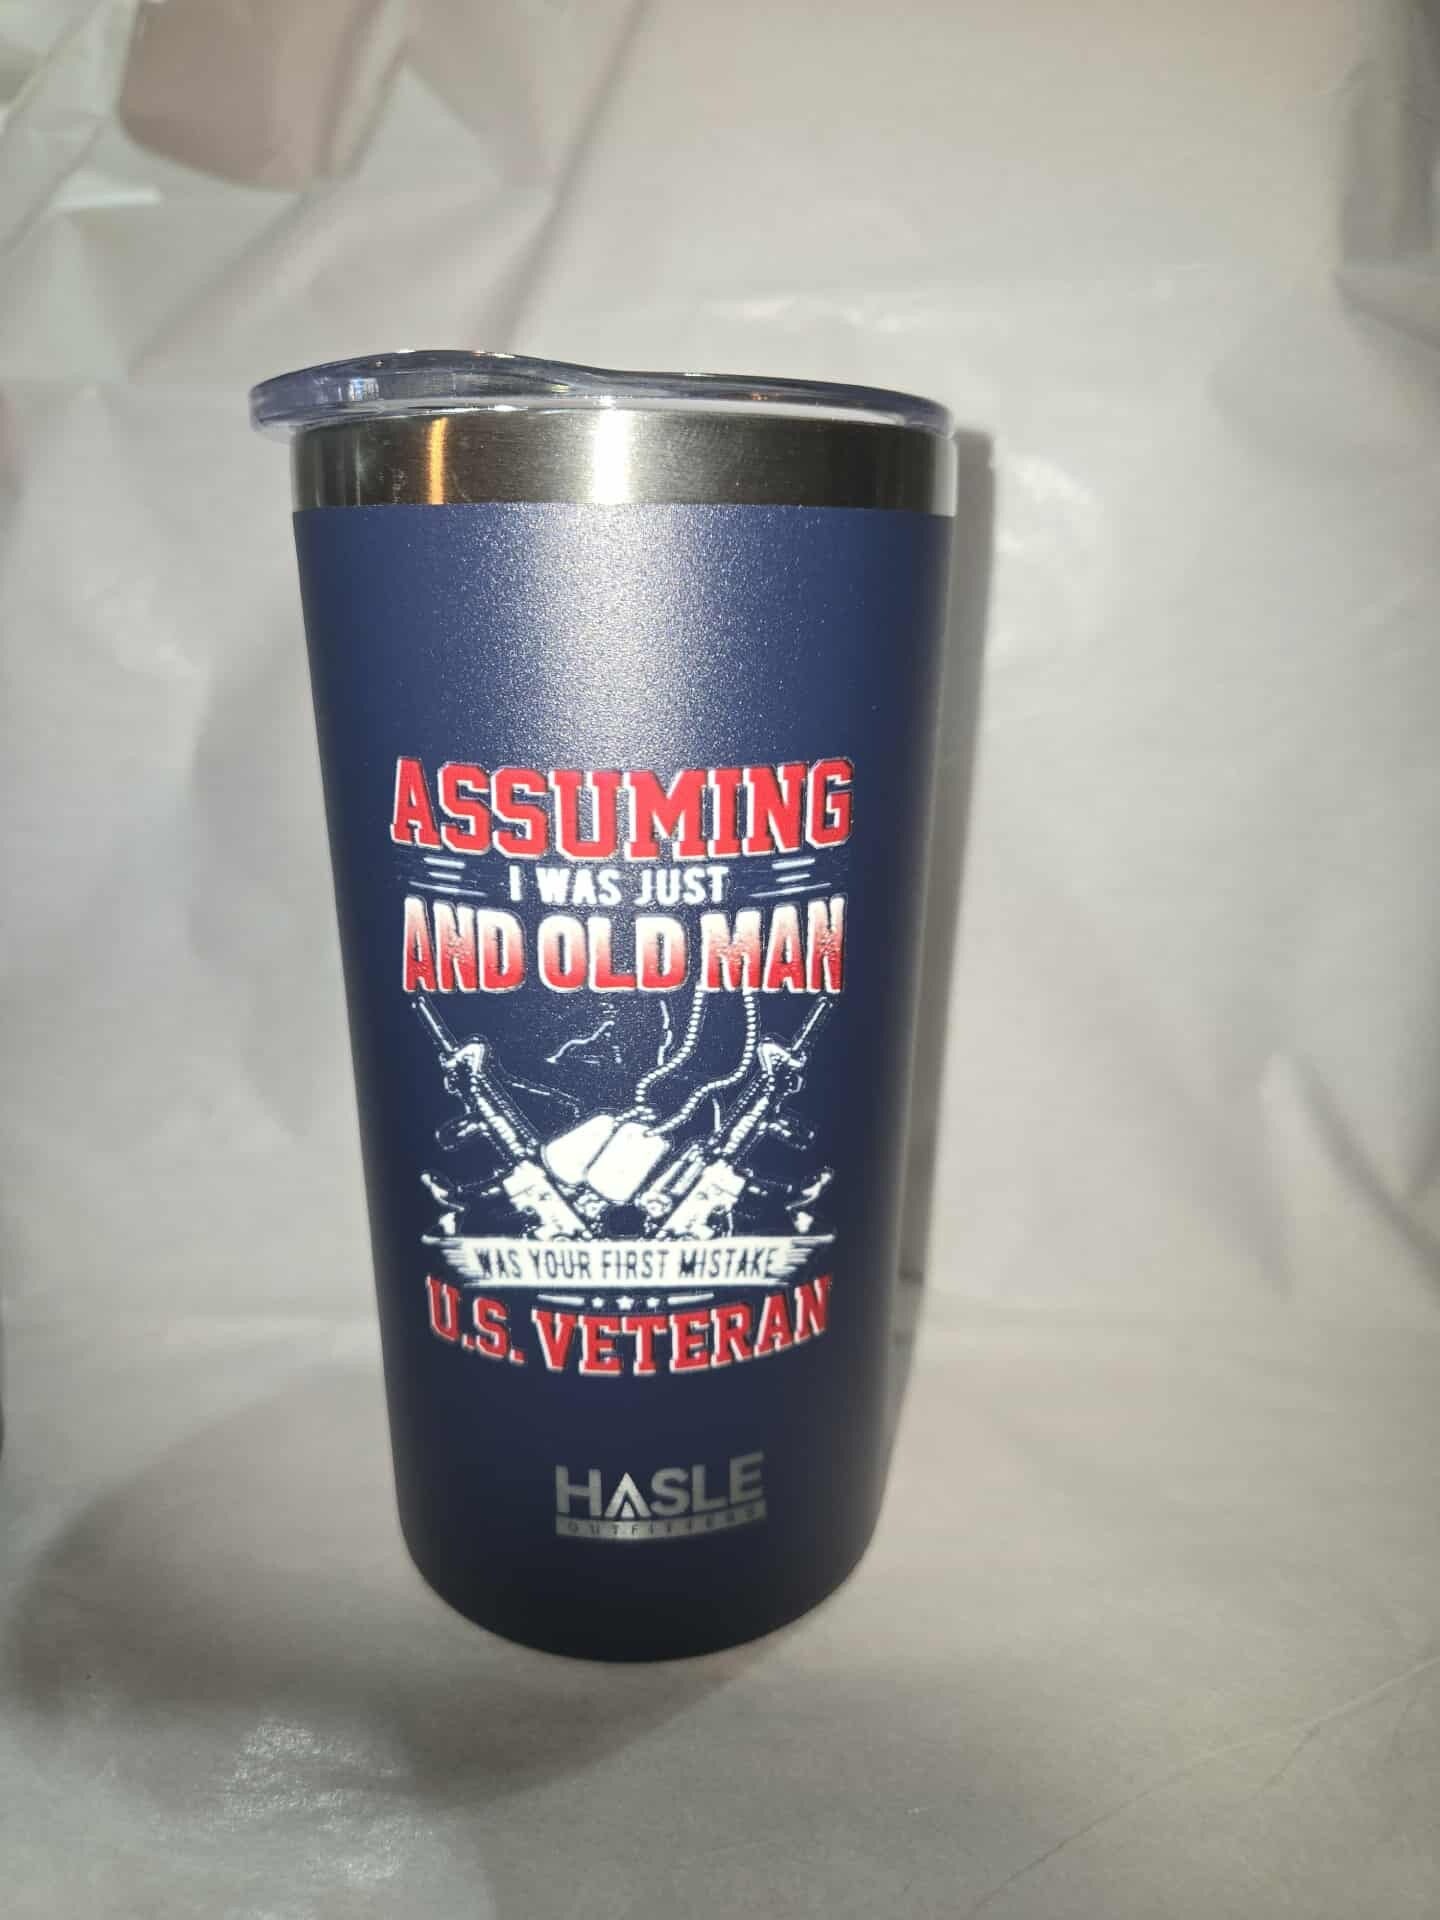 ASSUMING
I WAS JUST
AND OLD MAN
WAS YOUR FIRST MISTAKE
U.S. VETERAN
HASLE
OUTFITTERS